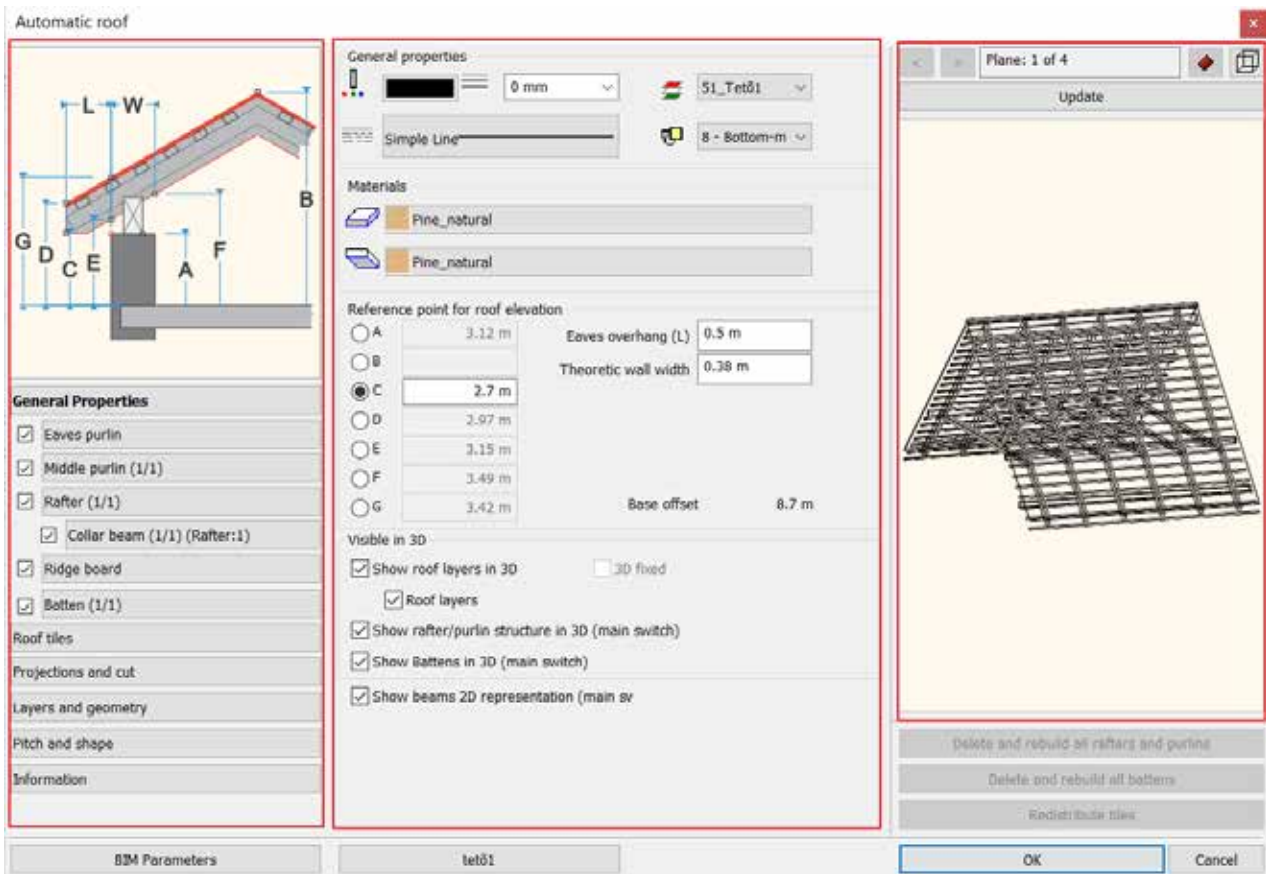 Automatic roof
L W
B
G D C E A F
General Properties
Eaves purlin
Middle purlin (1/1)
Rafter (1/1)
Collar beam (1/1) (Rafter:1)
Ridge board
Batten (1/1)
Roof tiles
Projections and cut
Layers and geometry
Pitch and shape
Information
BIM Parameters
General properties
0 mm
51_Tető1
Simple Line
8 - Bottom-m
Materials
Pine_natural
Pine_natural
Reference point for roof elevation
A 3.12 m Eaves overhang (L) 0.5 m
B Theoretic wall width 0.38 m
C 2.7 m
D 2.97 m
E 3.15 m
F 3.49 m
G 3.42 m Base offset 8.7 m
Visible in 3D
Show roof layers in 3D 3D fixed
Roof layers
Show rafter/purlin structure in 3D (main switch)
Show Battens in 3D (main switch)
Show beams 2D representation (main sv
tető1
Plane: 1 of 4
Update
Delete and rebuild all rafters and purlins
Delete and rebuild all battens
Redistribute tiles
OK Cancel